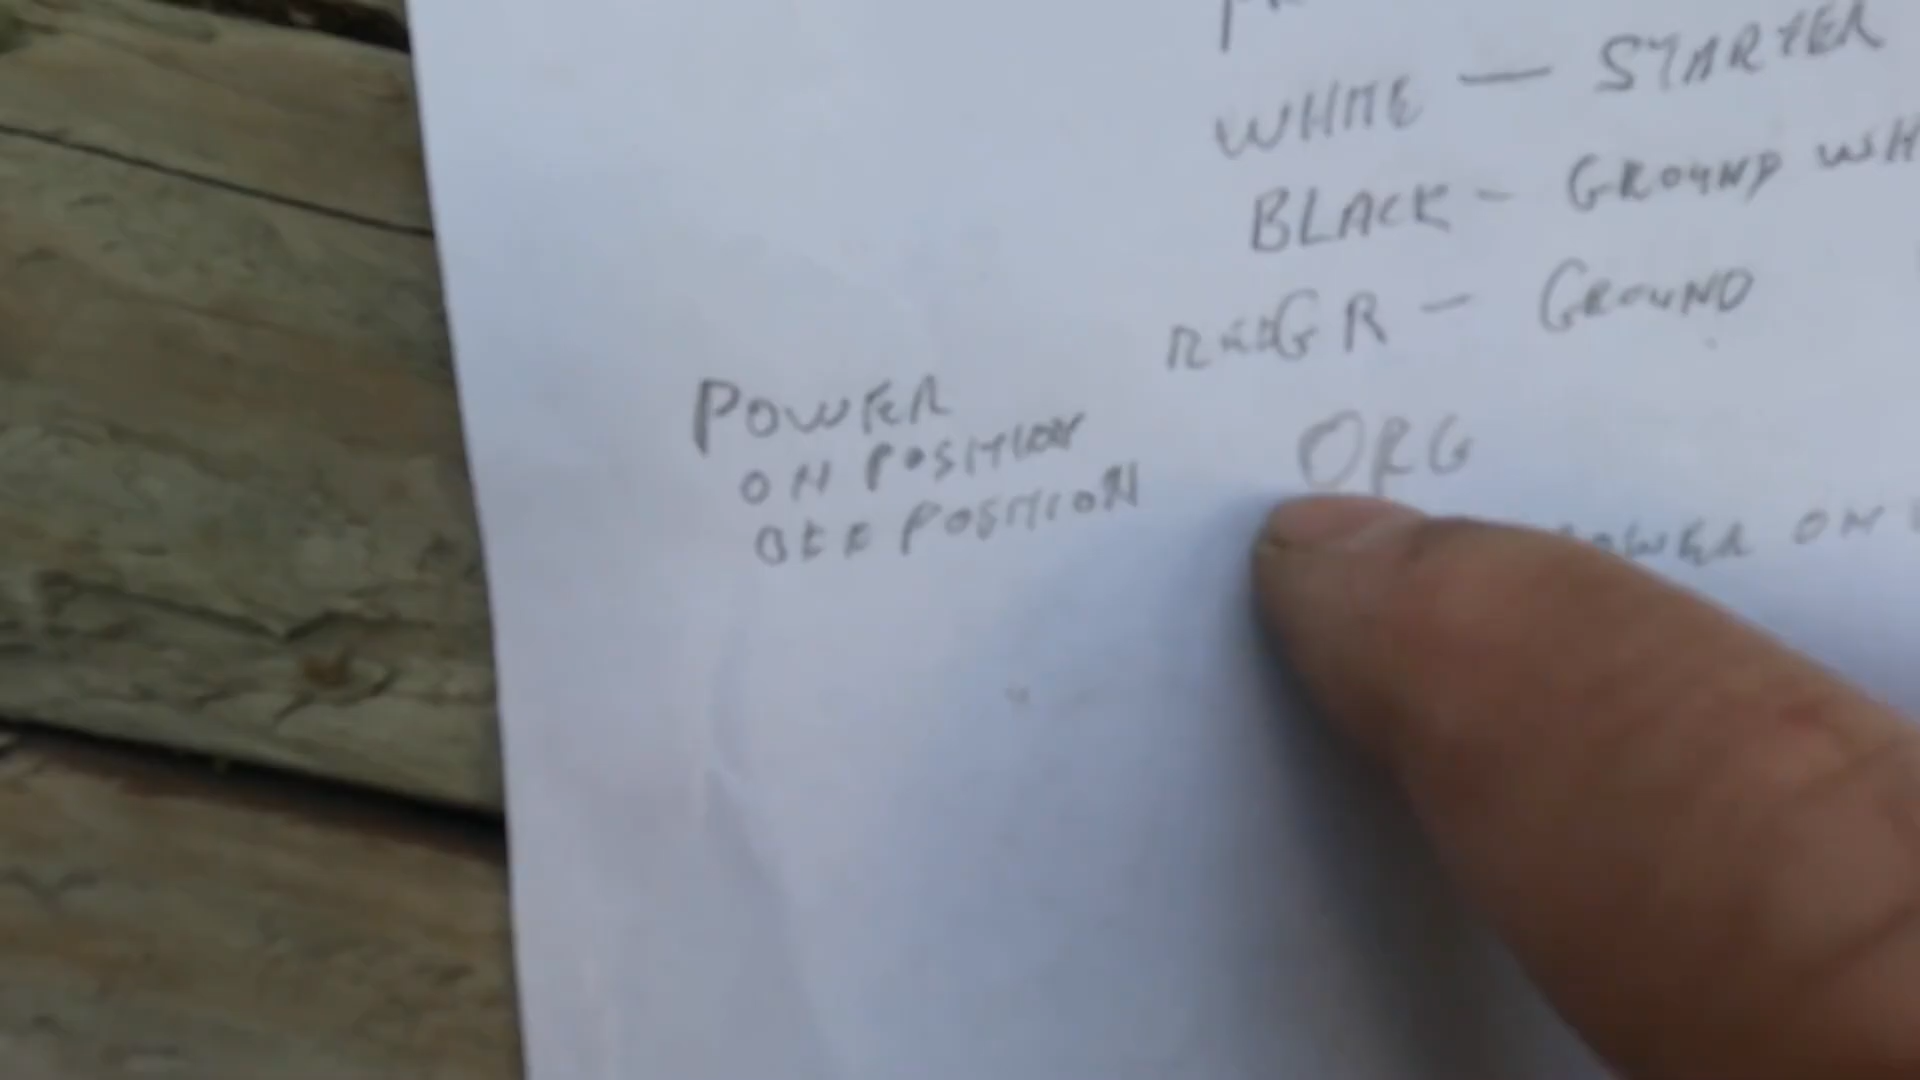 WHITE — STARTER
BLACK - GROUND WH
GR — GROUND
ORG
POWER ON
POWER
ON POSITION
OFF POSITION